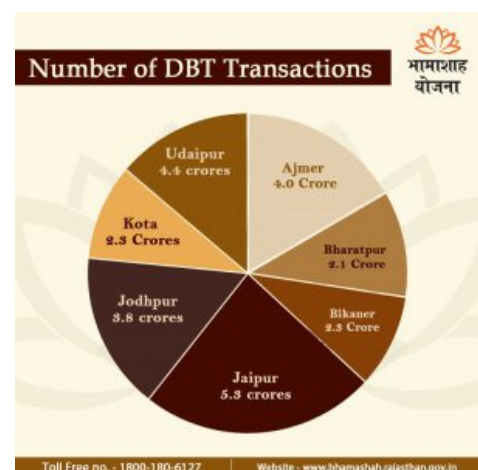 Number of DBT Transactions
भामाशाह
योजना
Udaipur
4.4 crores
Ajmer
4.0 Crore
Kota
2.3 Crores
Bharatpur
2.1 Crore
Jodhpur
3.8 crores
Bikaner
2.3 Crore
Jaipur
5.3 crores
Toll Free no. - 1800-180-6127
Website - www.bhamashah.rajasthan.gov.in